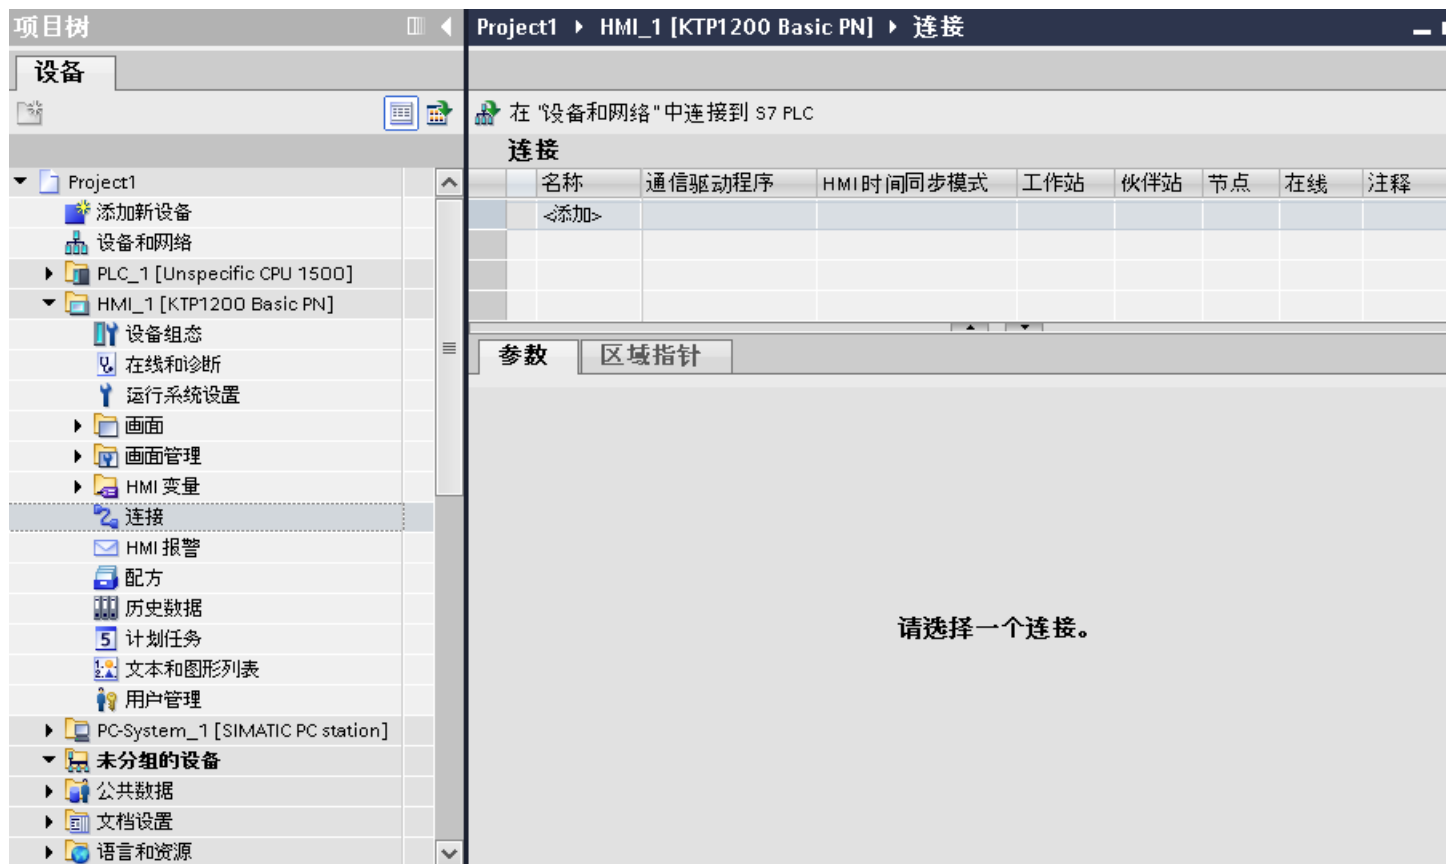 项目树
设备
Project1
添加新设备
设备和网络
PLC_1 [Unspecific CPU 1500]
HMI_1 [KTP1200 Basic PN]
设备组态
在线和诊断
运行系统设置
画面
画面管理
HMI 变量
连接
HMI 报警
配方
历史数据
计划任务
文本和图形列表
用户管理
PC-System_1 [SIMATIC PC station]
未分组的设备
公共数据
文档设置
语言和资源
Project1 ▸ HMI_1 [KTP1200 Basic PN] ▸ 连接
在 "设备和网络" 中连接到 S7 PLC
连接
名称 通信驱动程序 HMI时间同步模式 工作站 伙伴站 节点 在线 注释
<添加>
参数 区域指针
请选择一个连接。